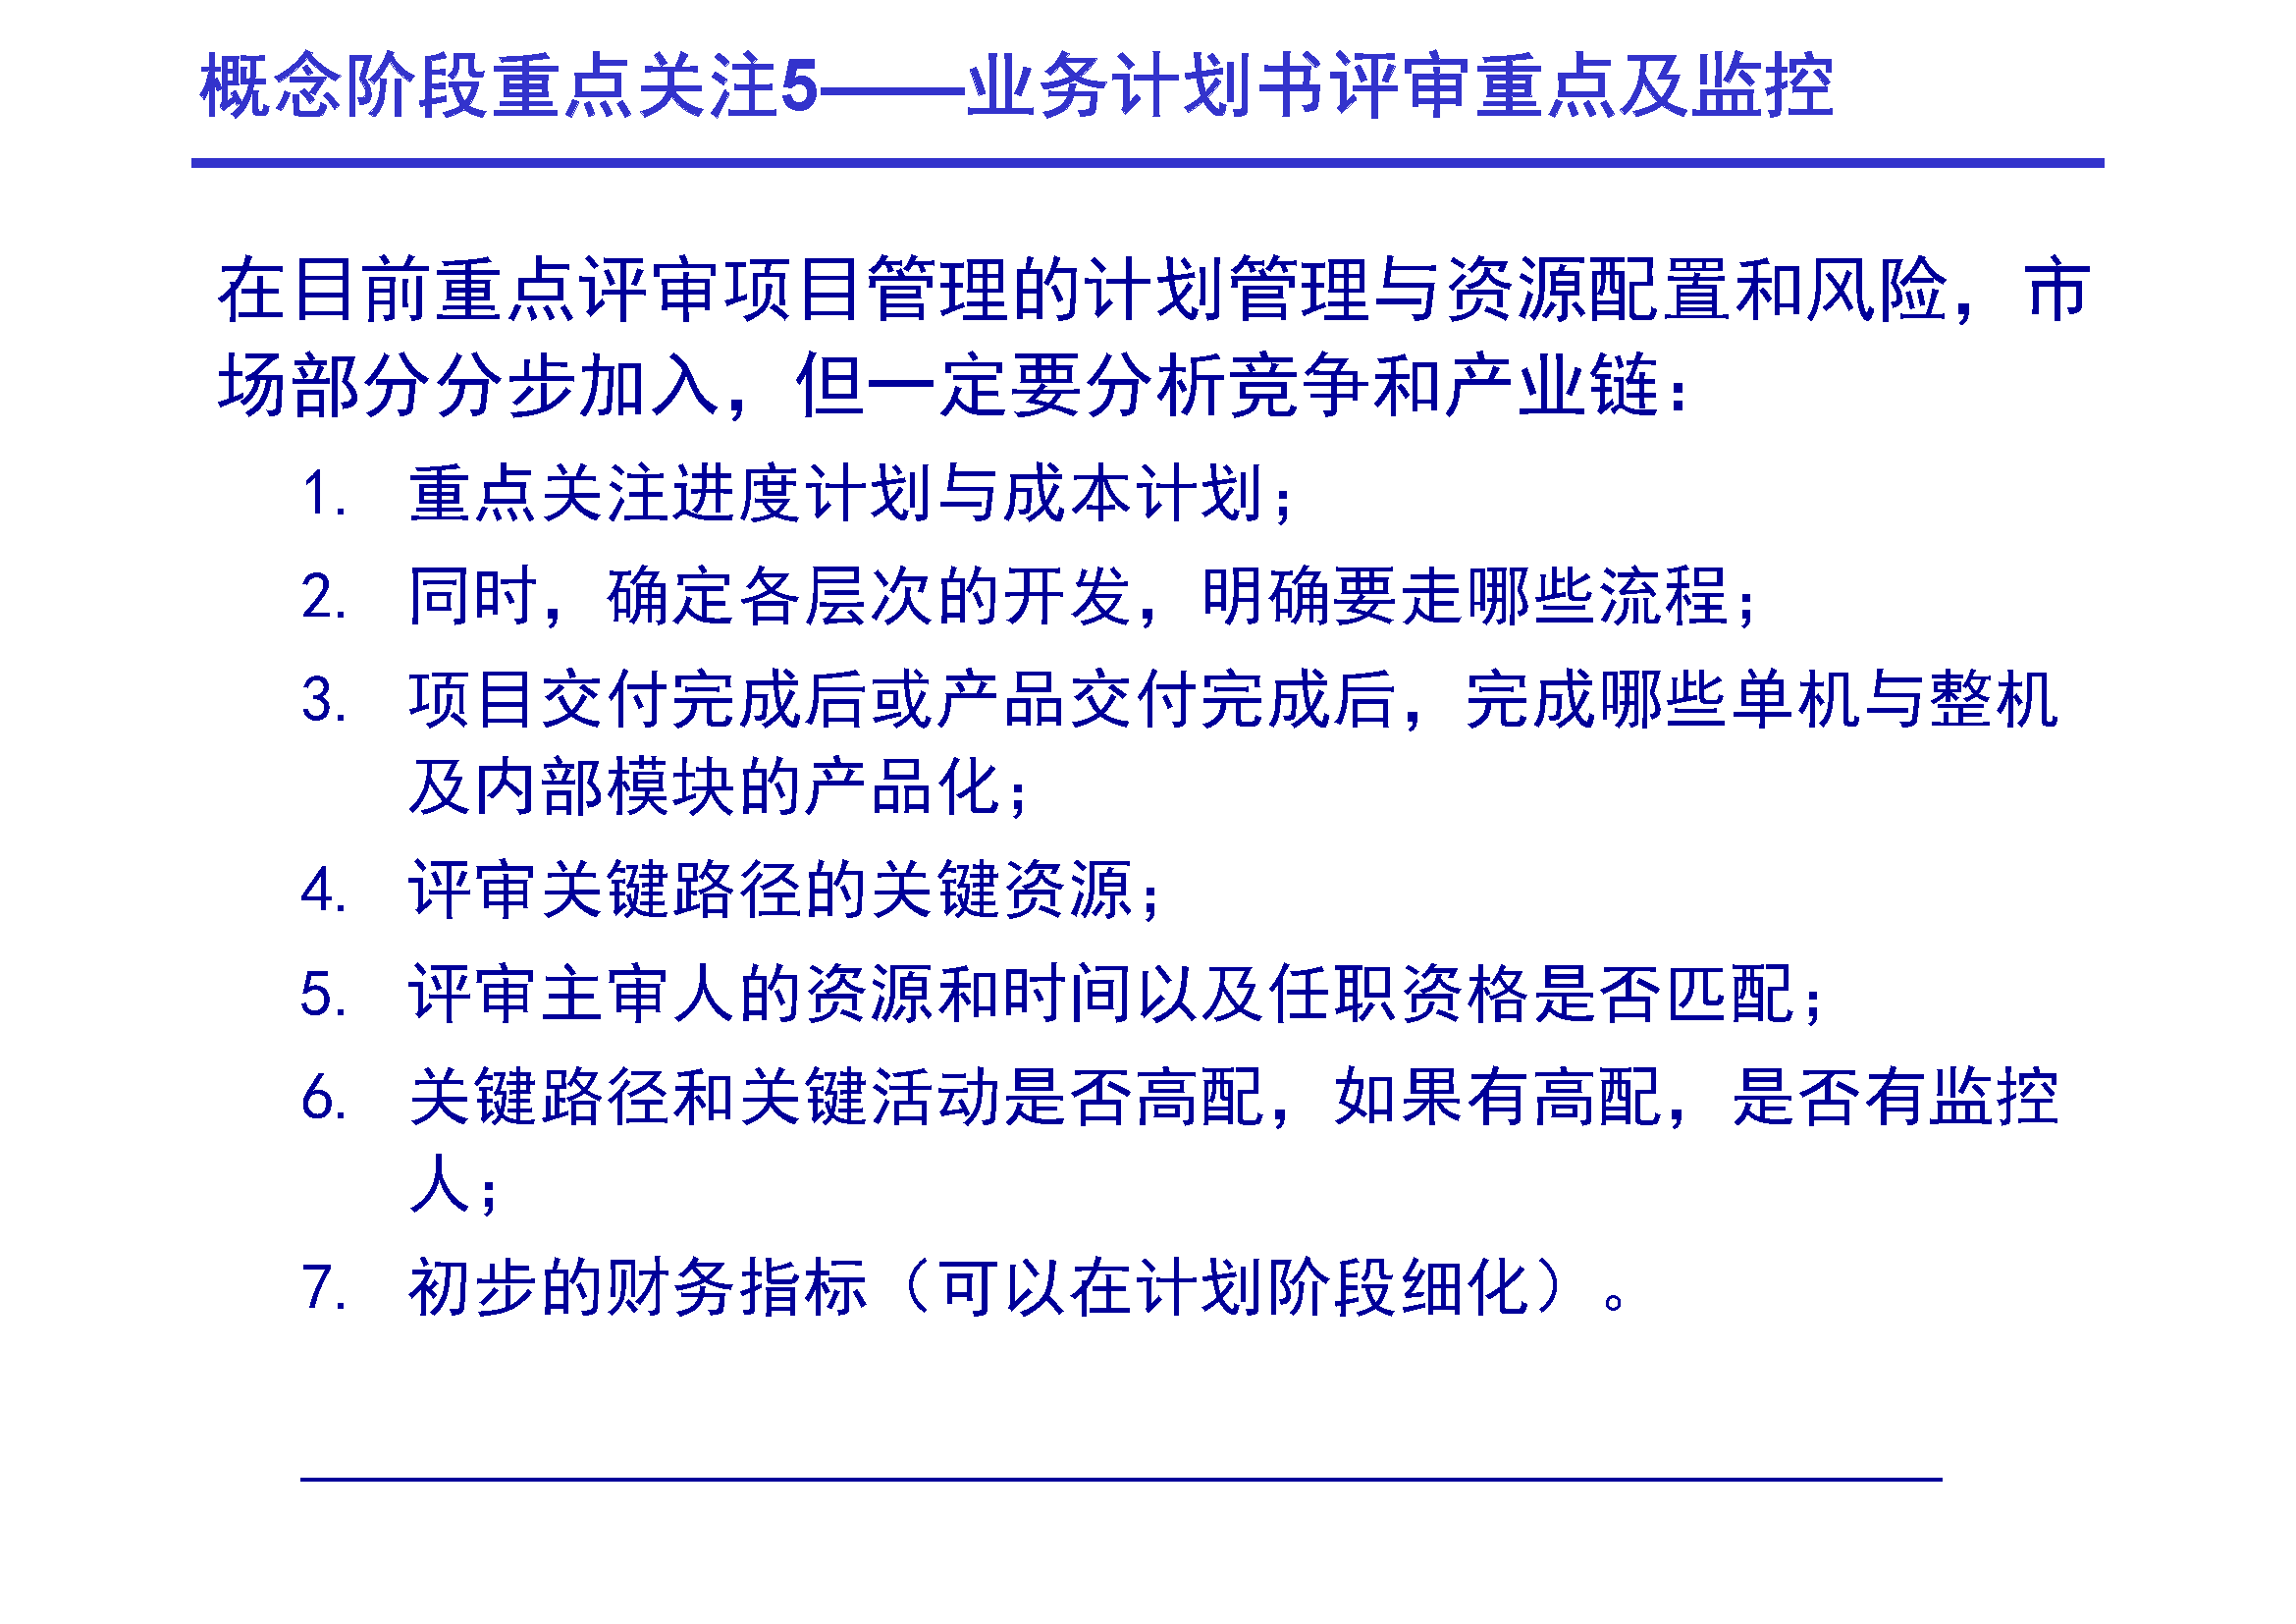 概念阶段重点关注5——业务计划书评审重点及监控
在目前重点评审项目管理的计划管理与资源配置和风险，市
场部分分步加入，但一定要分析竞争和产业链：
1. 重点关注进度计划与成本计划；
2. 同时，确定各层次的开发，明确要走哪些流程；
3. 项目交付完成后或产品交付完成后，完成哪些单机与整机
及内部模块的产品化；
4. 评审关键路径的关键资源；
5. 评审主审人的资源和时间以及任职资格是否匹配；
6. 关键路径和关键活动是否高配，如果有高配，是否有监控
人；
7. 初步的财务指标（可以在计划阶段细化）。